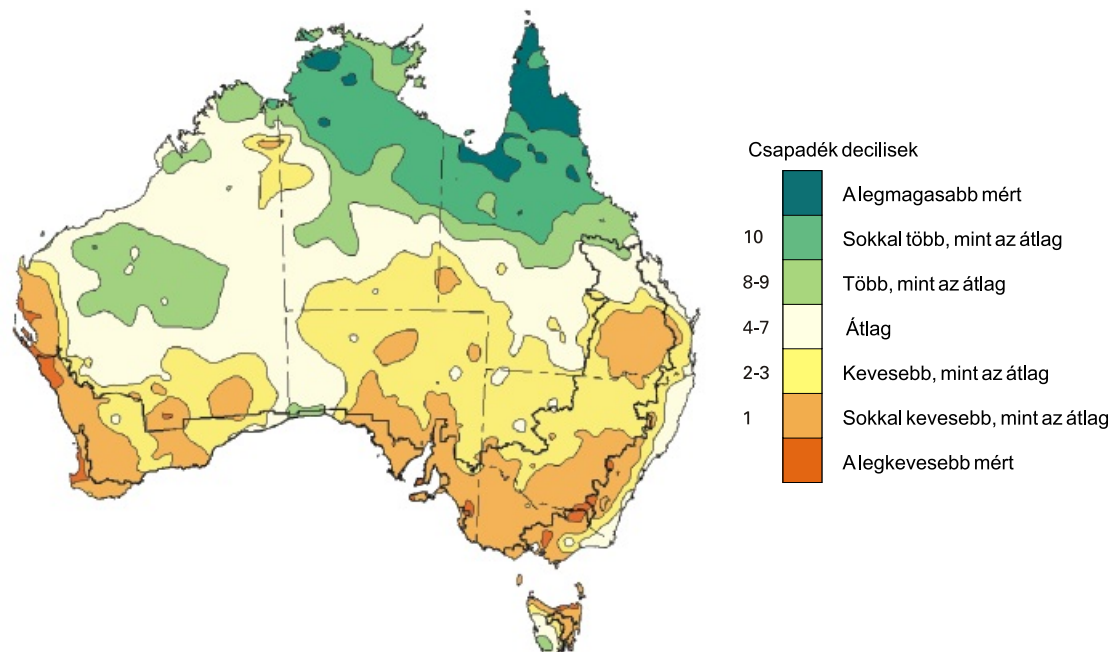 Csapadék decilisek
A legmagasabb mért
10 Sokkal több, mint az átlag
8-9 Több, mint az átlag
4-7 Átlag
2-3 Kevesebb, mint az átlag
1 Sokkal kevesebb, mint az átlag
A legkevesebb mért